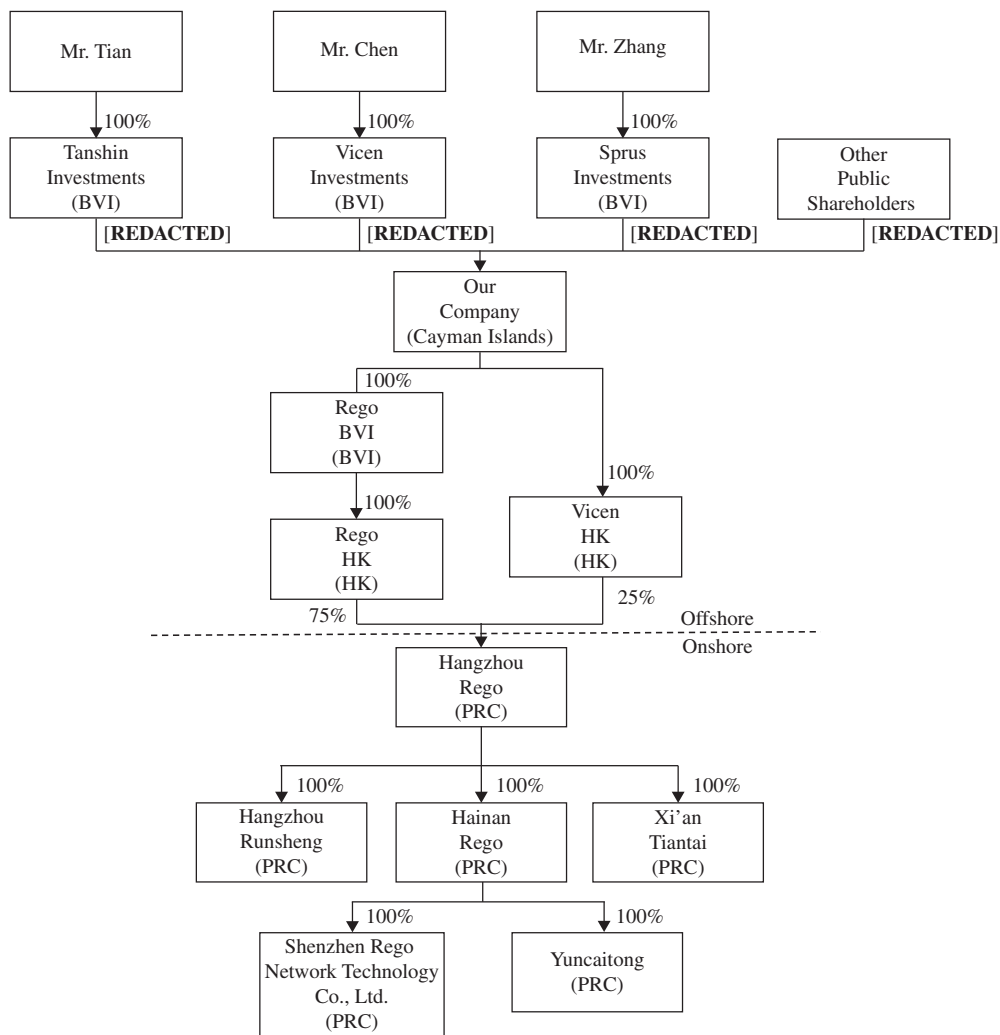 Mr. Tian
Mr. Chen
Mr. Zhang
100%
100%
100%
Tanshin
Investments
(BVI)
Vicen
Investments
(BVI)
Sprus
Investments
(BVI)
Other
Public
Shareholders
[REDACTED]
[REDACTED]
[REDACTED]
[REDACTED]
Our
Company
(Cayman Islands)
100%
Rego
BVI
(BVI)
100%
100%
Rego
HK
(HK)
Vicen
HK
(HK)
75%
25%
Offshore
Onshore
Hangzhou
Rego
(PRC)
100%
100%
100%
Hangzhou
Runsheng
(PRC)
Hainan
Rego
(PRC)
Xi’an
Tiantai
(PRC)
100%
100%
Shenzhen Rego
Network Technology
Co., Ltd.
(PRC)
Yuncaitong
(PRC)